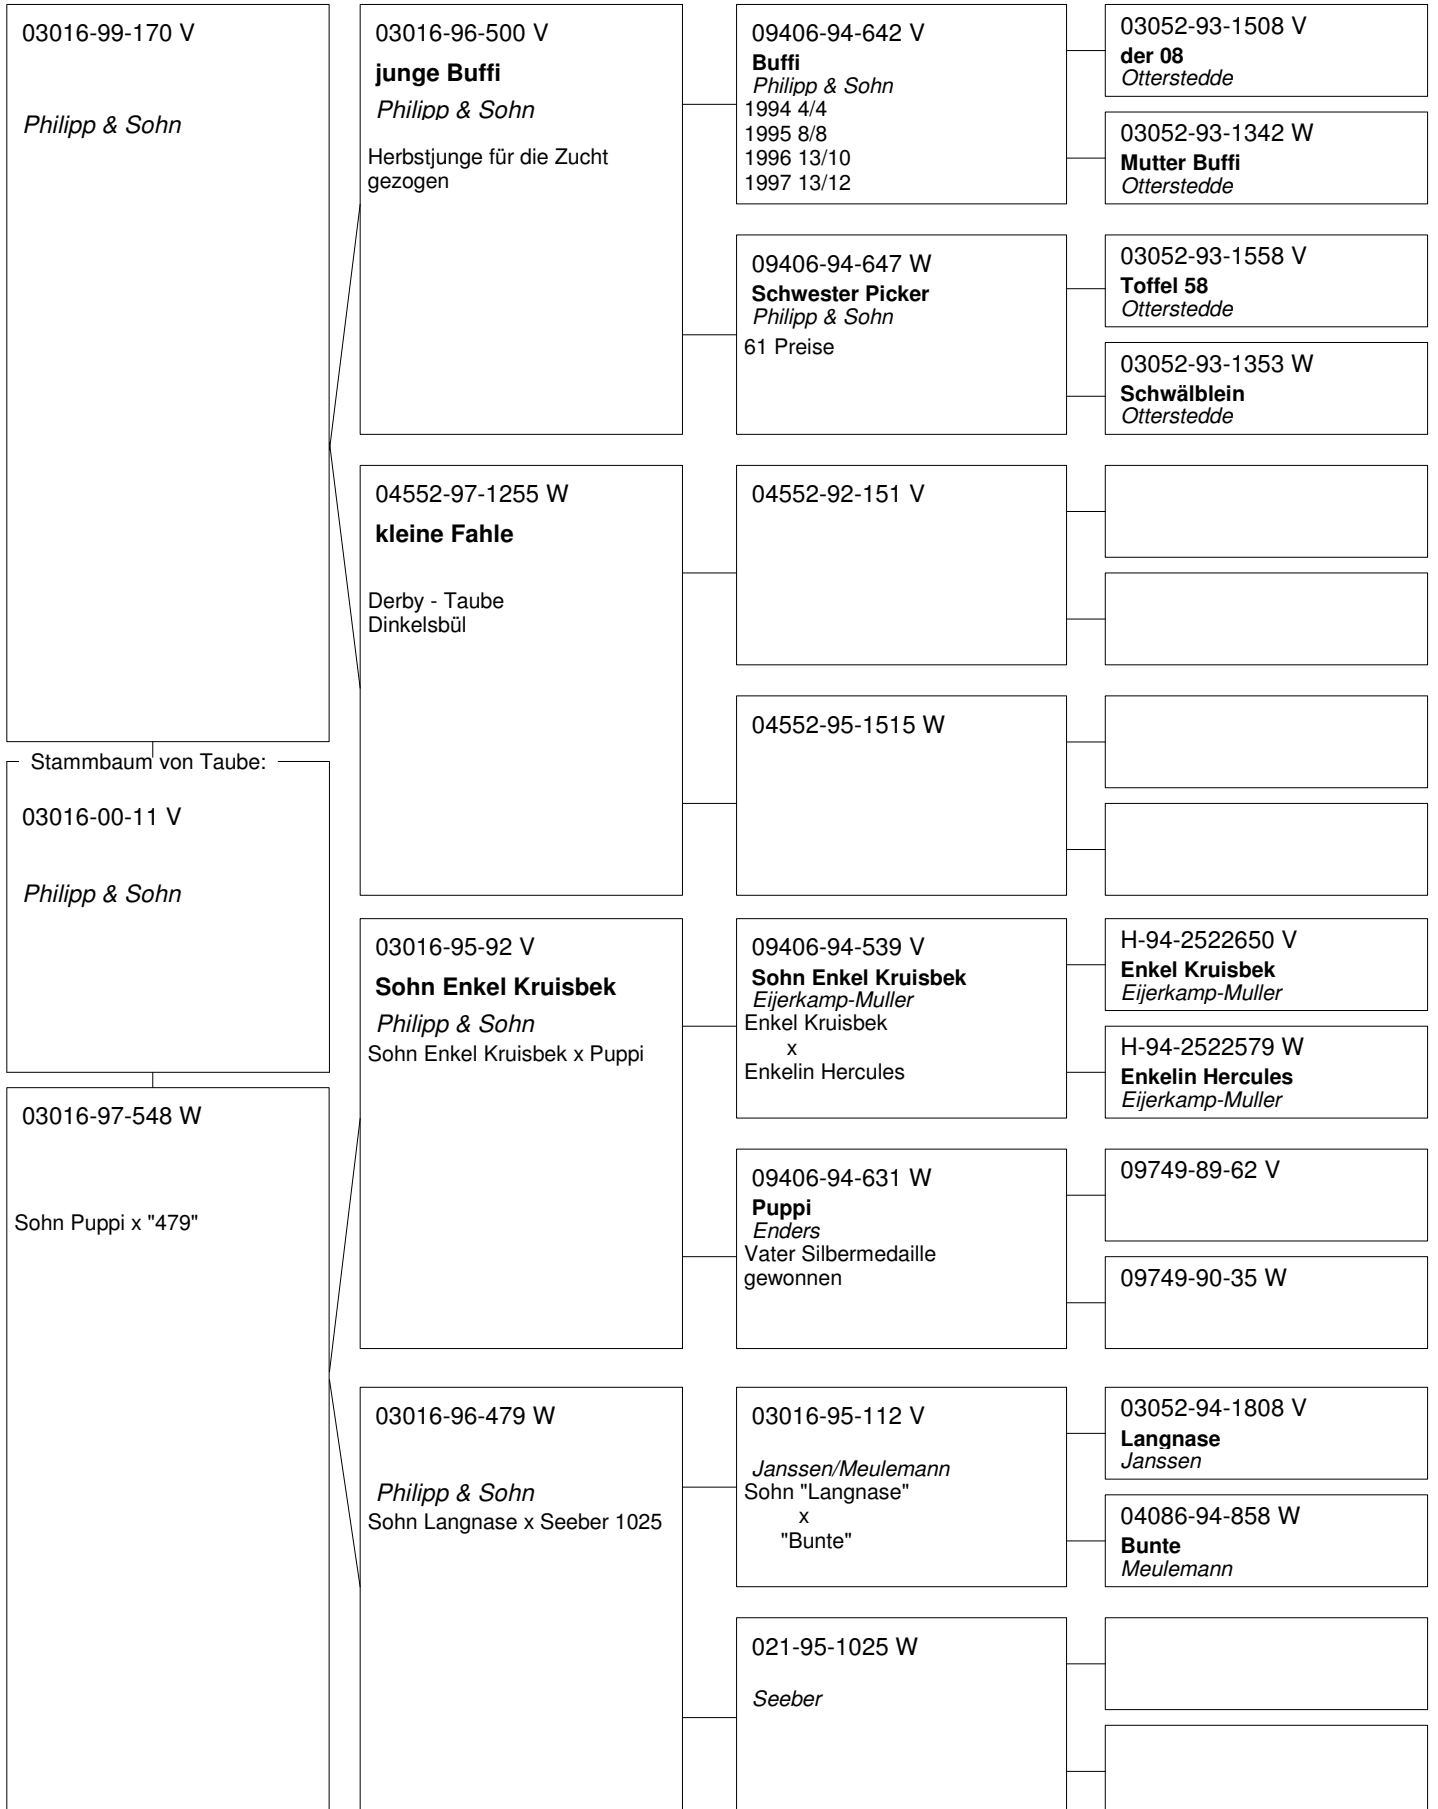 03016-99-170 V
Philipp & Sohn
Stammbaum von Taube:
03016-00-11 V
Philipp & Sohn
03016-97-548 W
Sohn Puppi x "479"
03016-96-500 V
junge Buffi
Philipp & Sohn
Herbstjunge für die Zucht
gezogen
04552-97-1255 W
kleine Fahle
Derby - Taube
Dinkelsbül
03016-95-92 V
Sohn Enkel Kruisbek
Philipp & Sohn
Sohn Enkel Kruisbek x Puppi
03016-96-479 W
Philipp & Sohn
Sohn Langnase x Seeber 1025
09406-94-642 V
Buffi
Philipp & Sohn
1994 4/4
1995 8/8
1996 13/10
1997 13/12
09406-94-647 W
Schwester Picker
Philipp & Sohn
61 Preise
04552-92-151 V
04552-95-1515 W
09406-94-539 V
Sohn Enkel Kruisbek
Eijerkamp-Muller
Enkel Kruisbek
x
Enkelin Hercules
09406-94-631 W
Puppi
Enders
Vater Silbermedaille
gewonnen
03016-95-112 V
Janssen/Meulemann
Sohn "Langnase"
x
"Bunte"
021-95-1025 W
Seeber
03052-93-1508 V
der 08
Otterstedde
03052-93-1342 W
Mutter Buffi
Otterstedde
03052-93-1558 V
Toffel 58
Otterstedde
03052-93-1353 W
Schwälblein
Otterstedde
H-94-2522650 V
Enkel Kruisbek
Eijerkamp-Muller
H-94-2522579 W
Enkelin Hercules
Eijerkamp-Muller
09749-89-62 V
09749-90-35 W
03052-94-1808 V
Langnase
Janssen
04086-94-858 W
Bunte
Meulemann